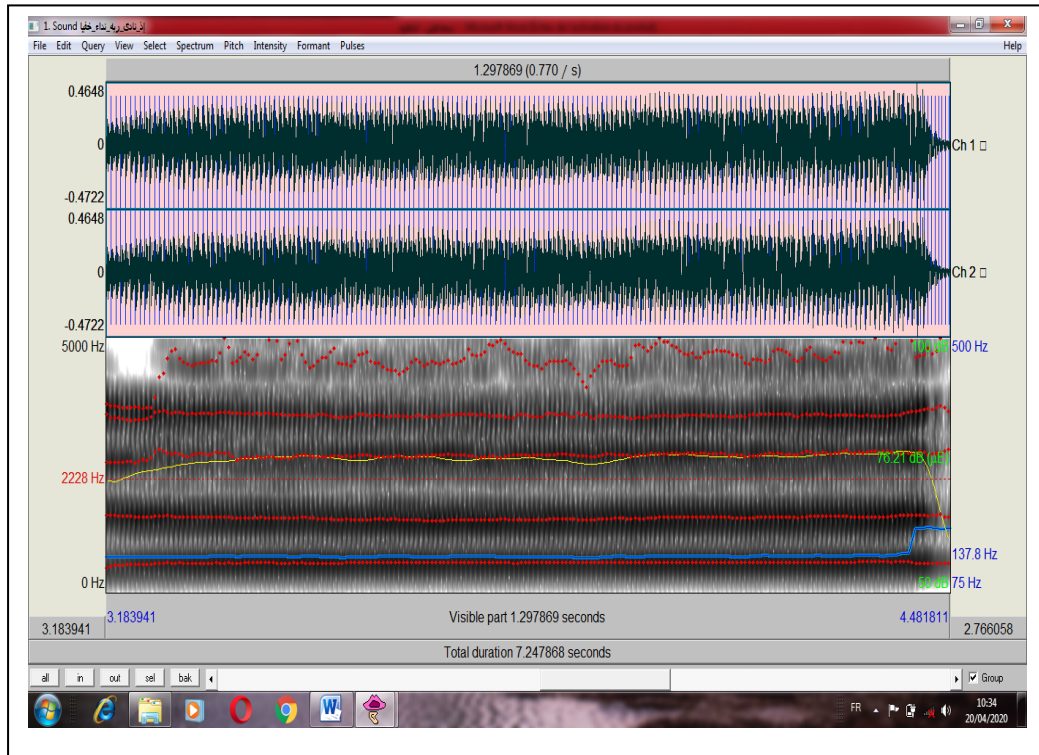 1. Sound إذ_نادى_ربه_نداء_خفيا
File Edit Query View Select Spectrum Pitch Intensity Formant Pulses Help
1.297869 (0.770 / s)
0.4648
0
-0.4722
Ch 1
0.4648
0
-0.4722
Ch 2
5000 Hz
500 Hz
2228 Hz
76.21 dB (µE)
137.8 Hz
0 Hz
50 dB
75 Hz
3.183941
Visible part 1.297869 seconds
4.481811
3.183941
2.766058
Total duration 7.247868 seconds
all in out sel bak
Group
FR
10:34
20/04/2020